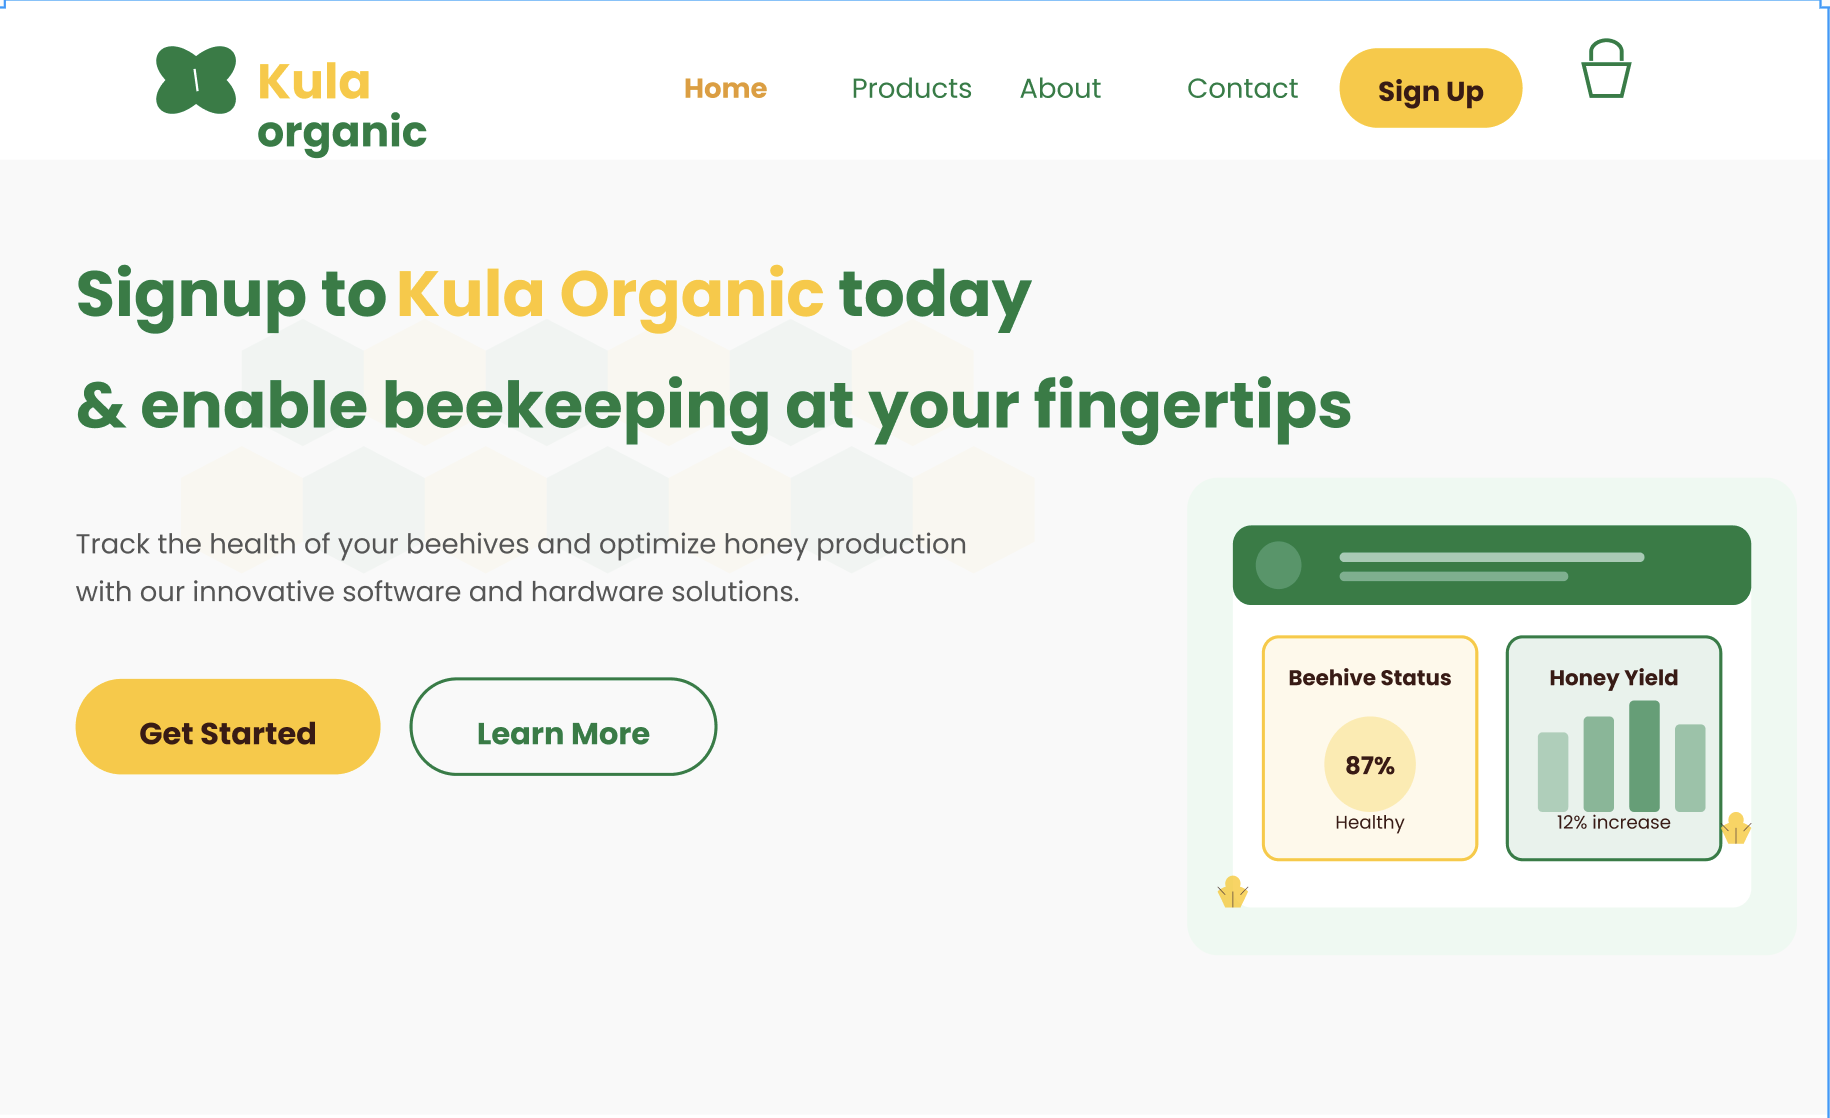 Kula
organic
Home Products About Contact Sign Up
Signup to Kula Organic today
& enable beekeeping at your fingertips
Track the health of your beehives and optimize honey production
with our innovative software and hardware solutions.
Get Started Learn More
Beehive Status
87%
Healthy
Honey Yield
12% increase